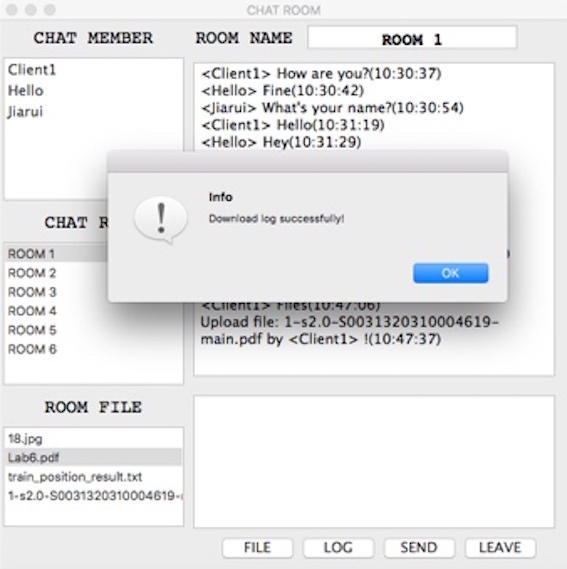 CHAT ROOM
CHAT MEMBER
ROOM NAME
ROOM 1
Client1
Hello
Jiarui
<Client1> How are you?(10:30:37)
<Hello> Fine(10:30:42)
<Jiarui> What's your name?(10:30:54)
<Client1> Hello(10:31:19)
<Hello> Hey(10:31:29)
Info
Download log successfully!
OK
CHAT R
ROOM 1
ROOM 2
ROOM 3
ROOM 4
ROOM 5
ROOM 6
<Client1> Files(10:47:06)
Upload file: 1-s2.0-S0031320310004619-
main.pdf by <Client1> !(10:47:37)
ROOM FILE
18.jpg
Lab6.pdf
train_position_result.txt
1-s2.0-S0031320310004619-
FILE
LOG
SEND
LEAVE